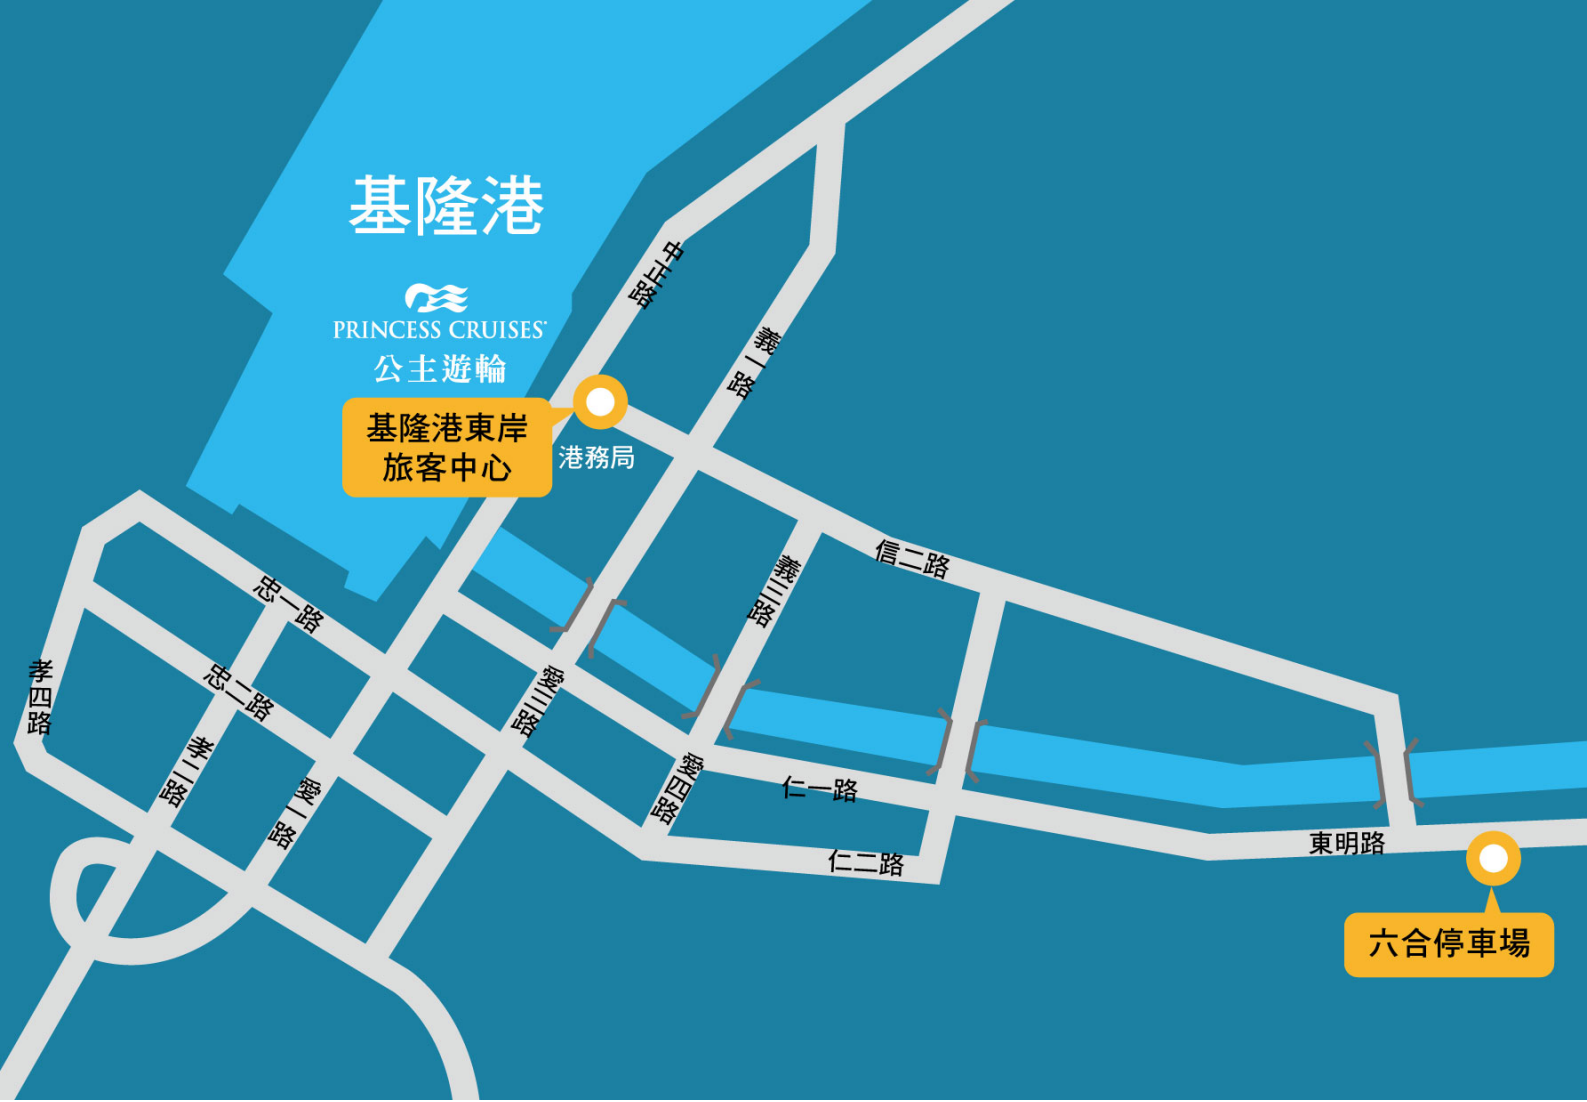 基隆港
PRINCESS CRUISES
公主遊輪
基隆港東岸
旅客中心
港務局
中正路
義一路
義三路
信二路
忠一路
忠二路
孝四路
孝二路
愛一路
愛三路
愛四路
仁一路
仁二路
東明路
六合停車場